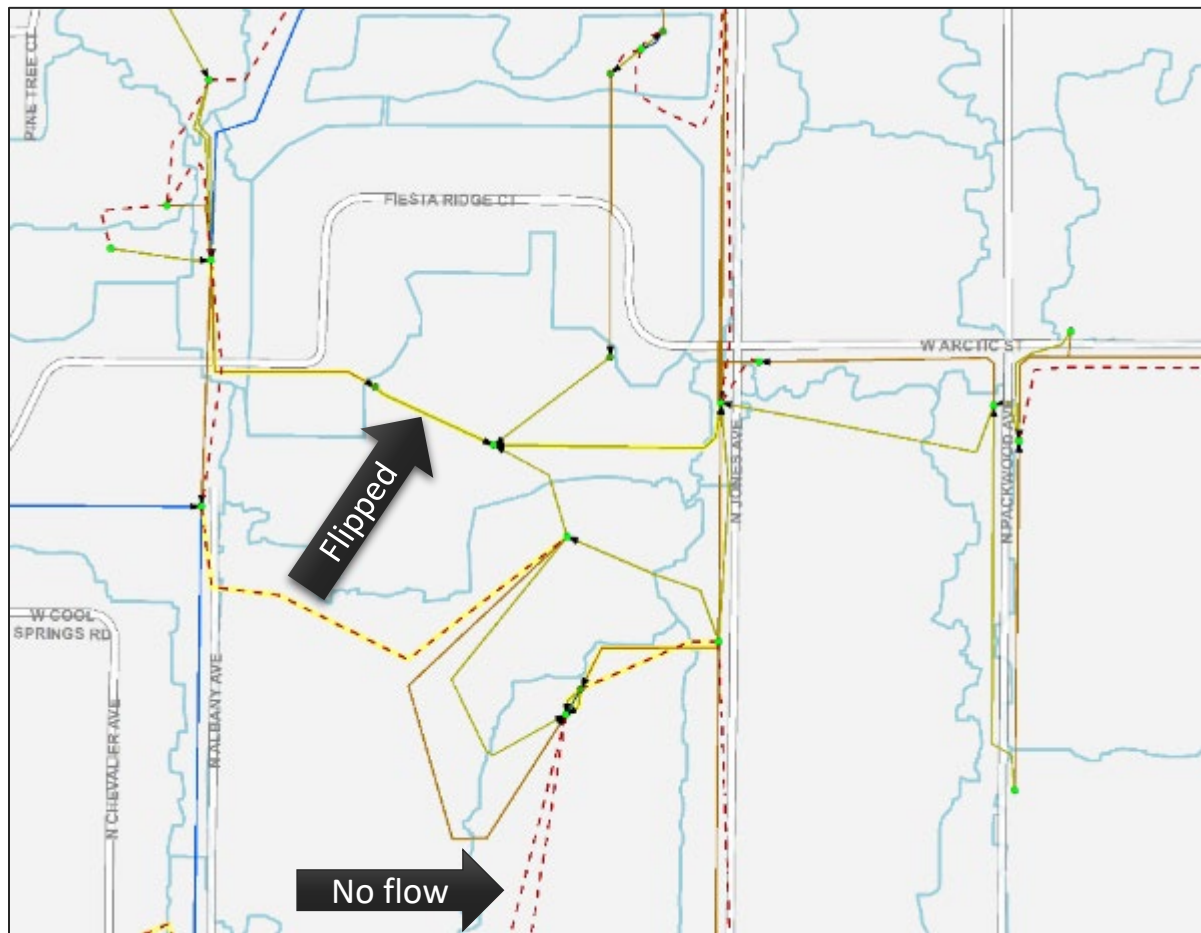 PINE TREE CT
FIESTA RIDGE CT
W ARCTIC ST
N PACKWOOD AVE
N JONES AVE
Flipped
W COOL
SPRINGS RD
N ALBANY AVE
N CHEVALIER AVE
No flow